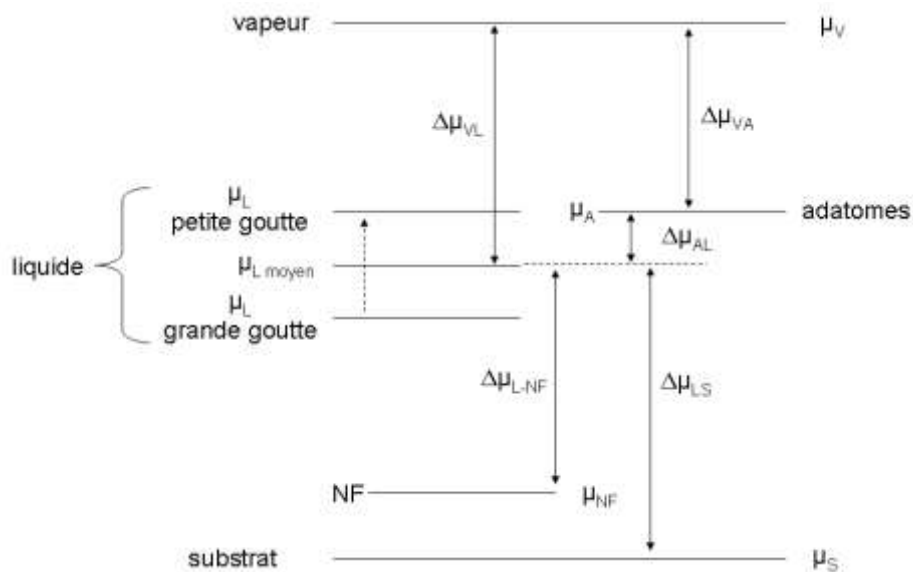 vapeur
μV
ΔμVL
ΔμVA
μL
petite goutte
μA
adatomes
ΔμAL
liquide
μL moyen
μL
grande goutte
ΔμL-NF
ΔμLS
NF
μNF
substrat
μS